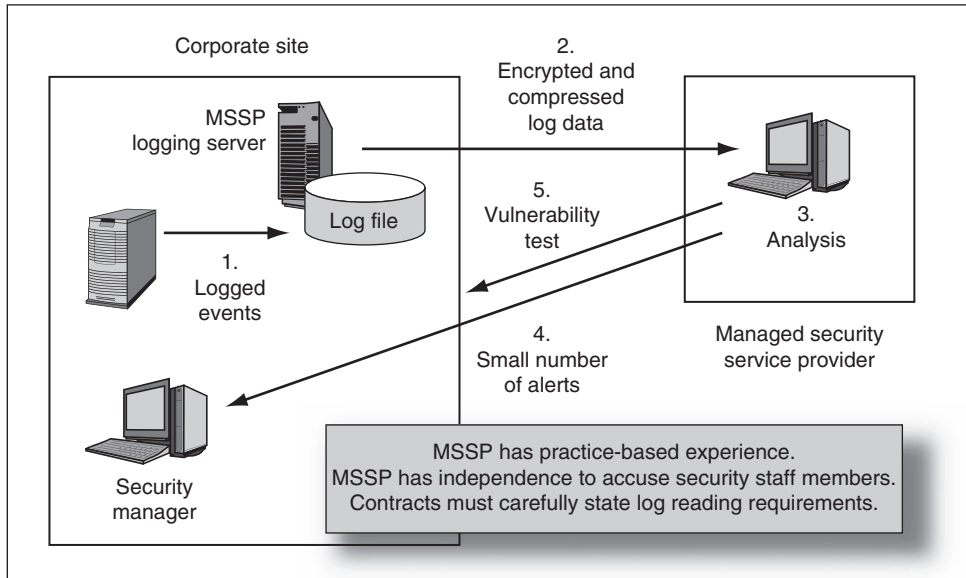 Corporate site
MSSP
logging server
Log file
1.
Logged
events
2.
Encrypted and
compressed
log data
5.
Vulnerability
test
3.
Analysis
4.
Small number
of alerts
Managed security
service provider
Security
manager
MSSP has practice-based experience.
MSSP has independence to accuse security staff members.
Contracts must carefully state log reading requirements.